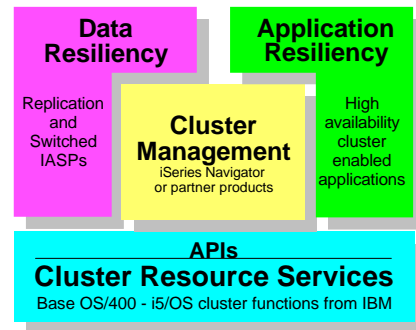 Data
Resiliency
Replication
and
Switched
IASPs
Application
Resiliency
High
availability
cluster
enabled
applications
Cluster
Management
iSeries Navigator
or partner products
APIs
Cluster Resource Services
Base OS/400 - i5/OS cluster functions from IBM